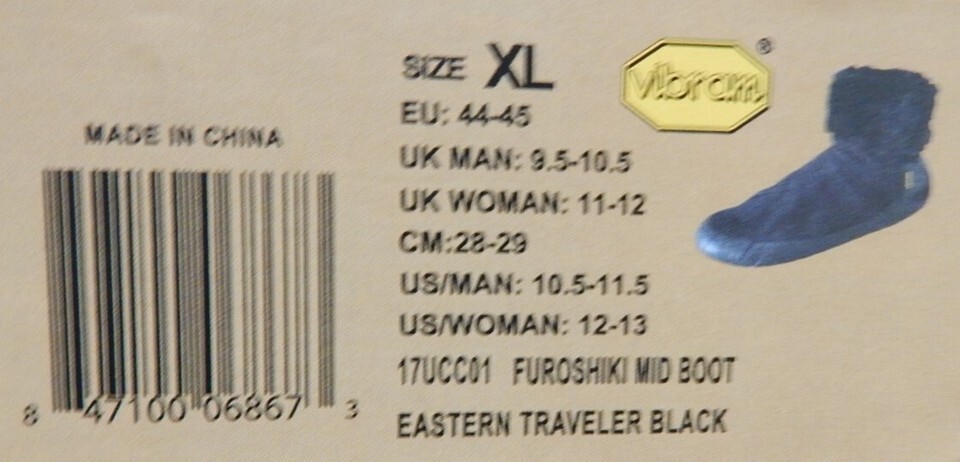 MADE IN CHINA
8 47100 06867 3
SIZE XL
EU: 44-45
UK MAN: 9.5-10.5
UK WOMAN: 11-12
CM:28-29
US/MAN: 10.5-11.5
US/WOMAN: 12-13
17UCC01 FUROSHIKI MID BOOT
EASTERN TRAVELER BLACK
vibram®